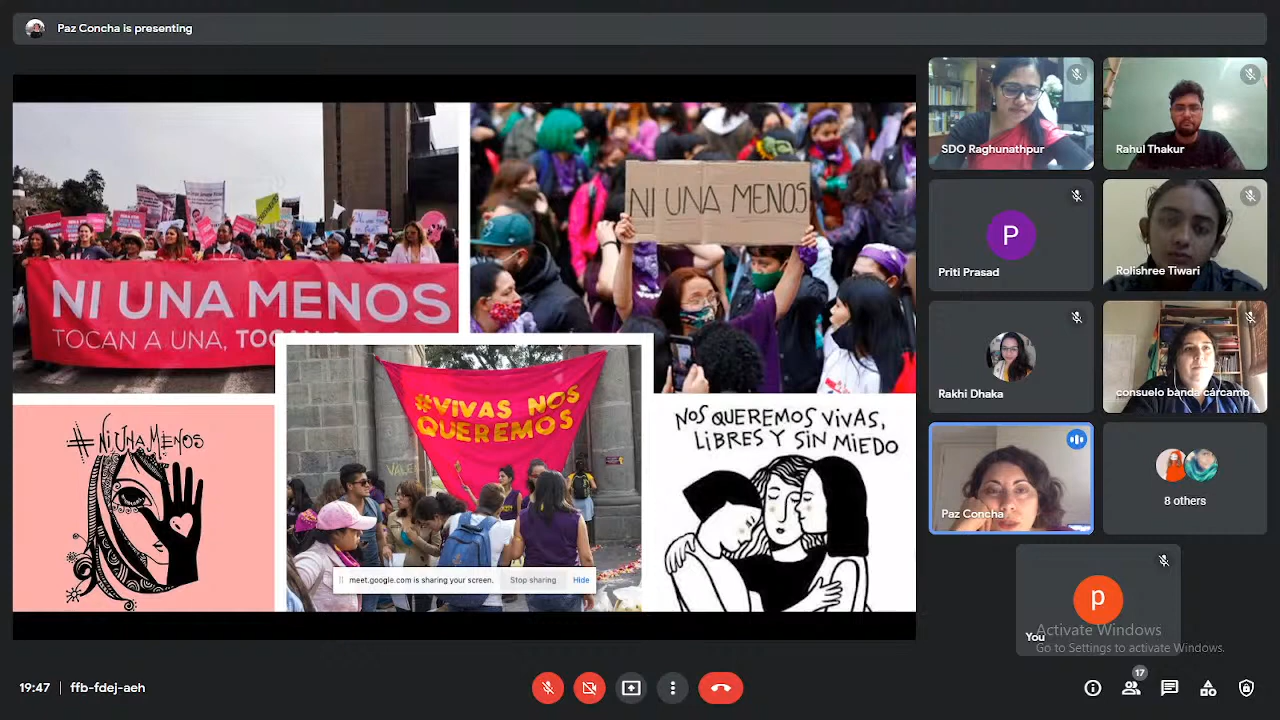 Paz Concha is presenting
NI UNA MENOS
TOCAN A UNA,
NI UNA MENOS
#VIVAS NOS
QUEREMOS
#NI UNA MENOS
NOS QUEREMOS VIVAS,
LIBRES Y SIN MIEDO
meet.google.com is sharing your screen.
Stop sharing
Hide
SDO Raghunathpur
Rahul Thakur
P
Priti Prasad
Rolishree Tiwari
Rakhi Dhaka
consuelo banda cárcamo
Paz Concha
8 others
p
You
Activate Windows
Go to Settings to activate Windows.
19:47 | ffb-fdej-aeh
17